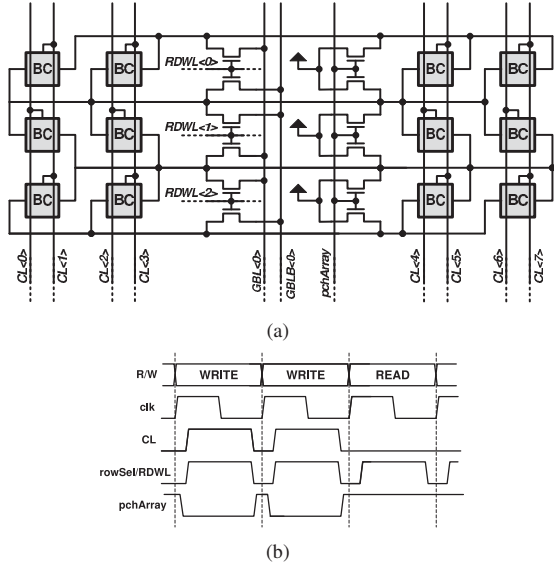 BC BC BC BC
RDWL<0>
BC BC BC BC
RDWL<1>
BC BC BC BC
RDWL<2>
CL<0> CL<1> CL<2> CL<3> GBL<0> GBLB<0> pchArray CL<4> CL<5> CL<6> CL<7>
(a)
R/W WRITE WRITE READ
clk
CL
rowSel/RDWL
pchArray
(b)